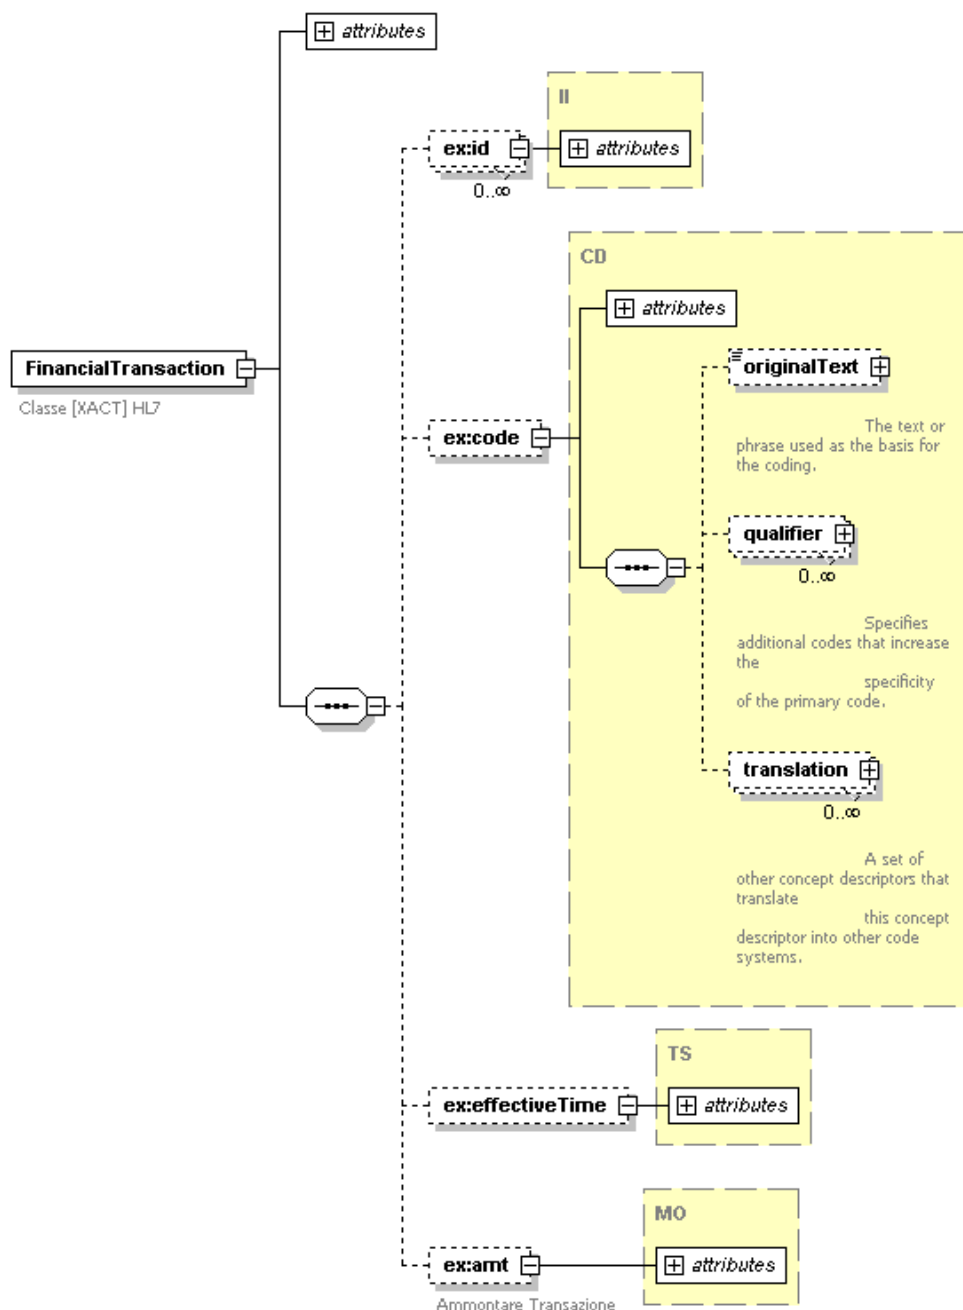 attributes
II
ex:id
attributes
0..∞
CD
attributes
FinancialTransaction
originalText
Classe [XACT] HL7
The text or
phrase used as the basis for
the coding.
ex:code
qualifier
0..∞
Specifies
additional codes that increase
the
specificity
of the primary code.
translation
0..∞
A set of
other concept descriptors that
translate
this concept
descriptor into other code
systems.
TS
ex:effectiveTime
attributes
MO
ex:amt
attributes
Ammontare Transazione